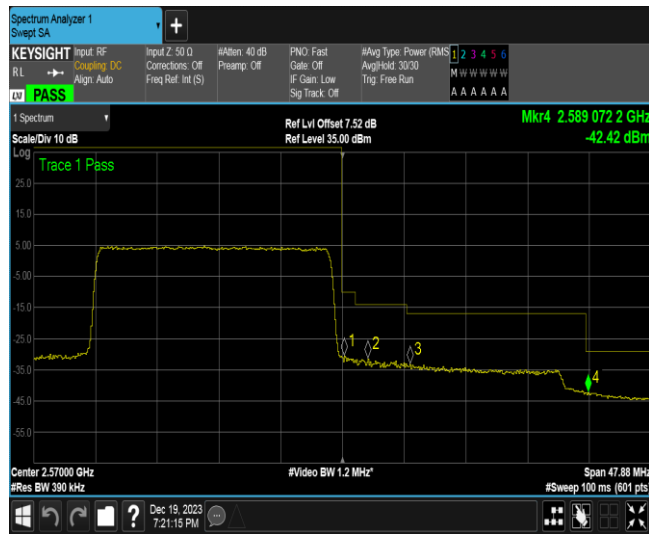 Spectrum Analyzer 1
Swept SA
+
KEYSIGHT
RL
LXI PASS
Input: RF
Coupling: DC
Align: Auto
Input Z: 50 Ω
Corrections: Off
Freq Ref: Int (S)
#Atten: 40 dB
Preamp: Off
PNO: Fast
Gate: Off
IF Gain: Low
Sig Track: Off
#Avg Type: Power (RMS
Avg|Hold: 30/30
Trig: Free Run
1 2 3 4 5 6
M W W W W W
A A A A A A
1 Spectrum
Scale/Div 10 dB
Ref Lvl Offset 7.52 dB
Ref Level 35.00 dBm
Mkr4 2.589 072 2 GHz
-42.42 dBm
Log
Trace 1 Pass
25.0
15.0
5.00
-5.00
-15.0
-25.0
-35.0
-45.0
-55.0
1
2
3
4
Center 2.57000 GHz
#Res BW 390 kHz
#Video BW 1.2 MHz*
Span 47.88 MHz
#Sweep 100 ms (601 pts)
?
Dec 19, 2023
7:21:15 PM